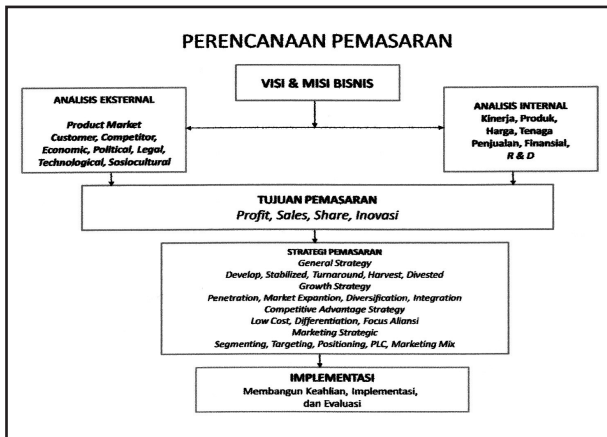 PERENCANAAN PEMASARAN
VISI & MISI BISNIS
ANALISIS EKSTERNAL
Product Market
Customer, Competitor,
Economic, Political, Legal,
Technological, Sosiocultural
ANALISIS INTERNAL
Kinerja, Produk,
Harga, Tenaga
Penjualan, Finansial,
R & D
TUJUAN PEMASARAN
Profit, Sales, Share, Inovasi
STRATEGI PEMASARAN
General Strategy
Develop, Stabilized, Turnaround, Harvest, Divested
Growth Strategy
Penetration, Market Expantion, Diversification, Integration
Competitive Advantage Strategy
Low Cost, Differentiation, Focus Aliansi
Marketing Strategic
Segmenting, Targeting, Positioning, PLC, Marketing Mix
IMPLEMENTASI
Membangun Keahlian, Implementasi,
dan Evaluasi